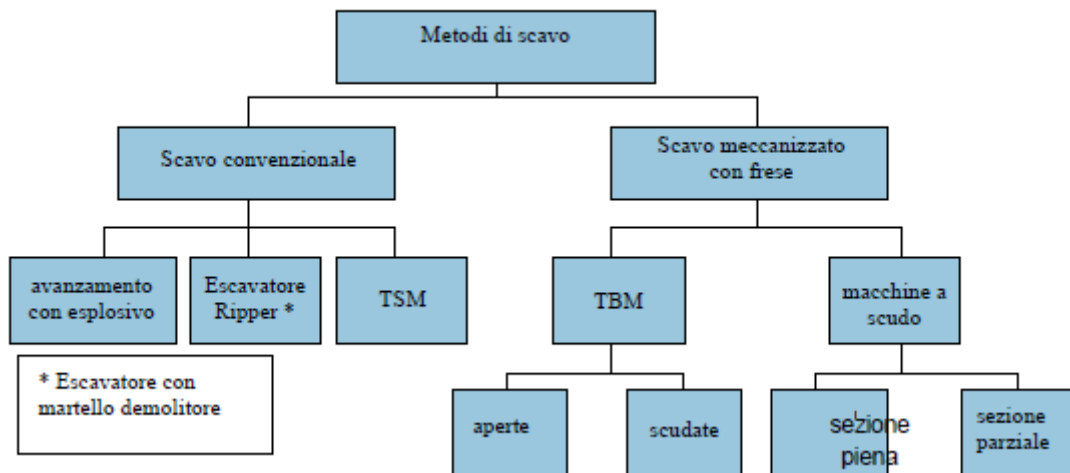 Metodi di scavo
Scavo convenzionale
Scavo meccanizzato
con frese
avanzamento
con esplosivo
Escavatore
Ripper *
TSM
TBM
macchine a
scudo
* Escavatore con
martello demolitore
aperte
scudate
sezione
piena
sezione
parziale